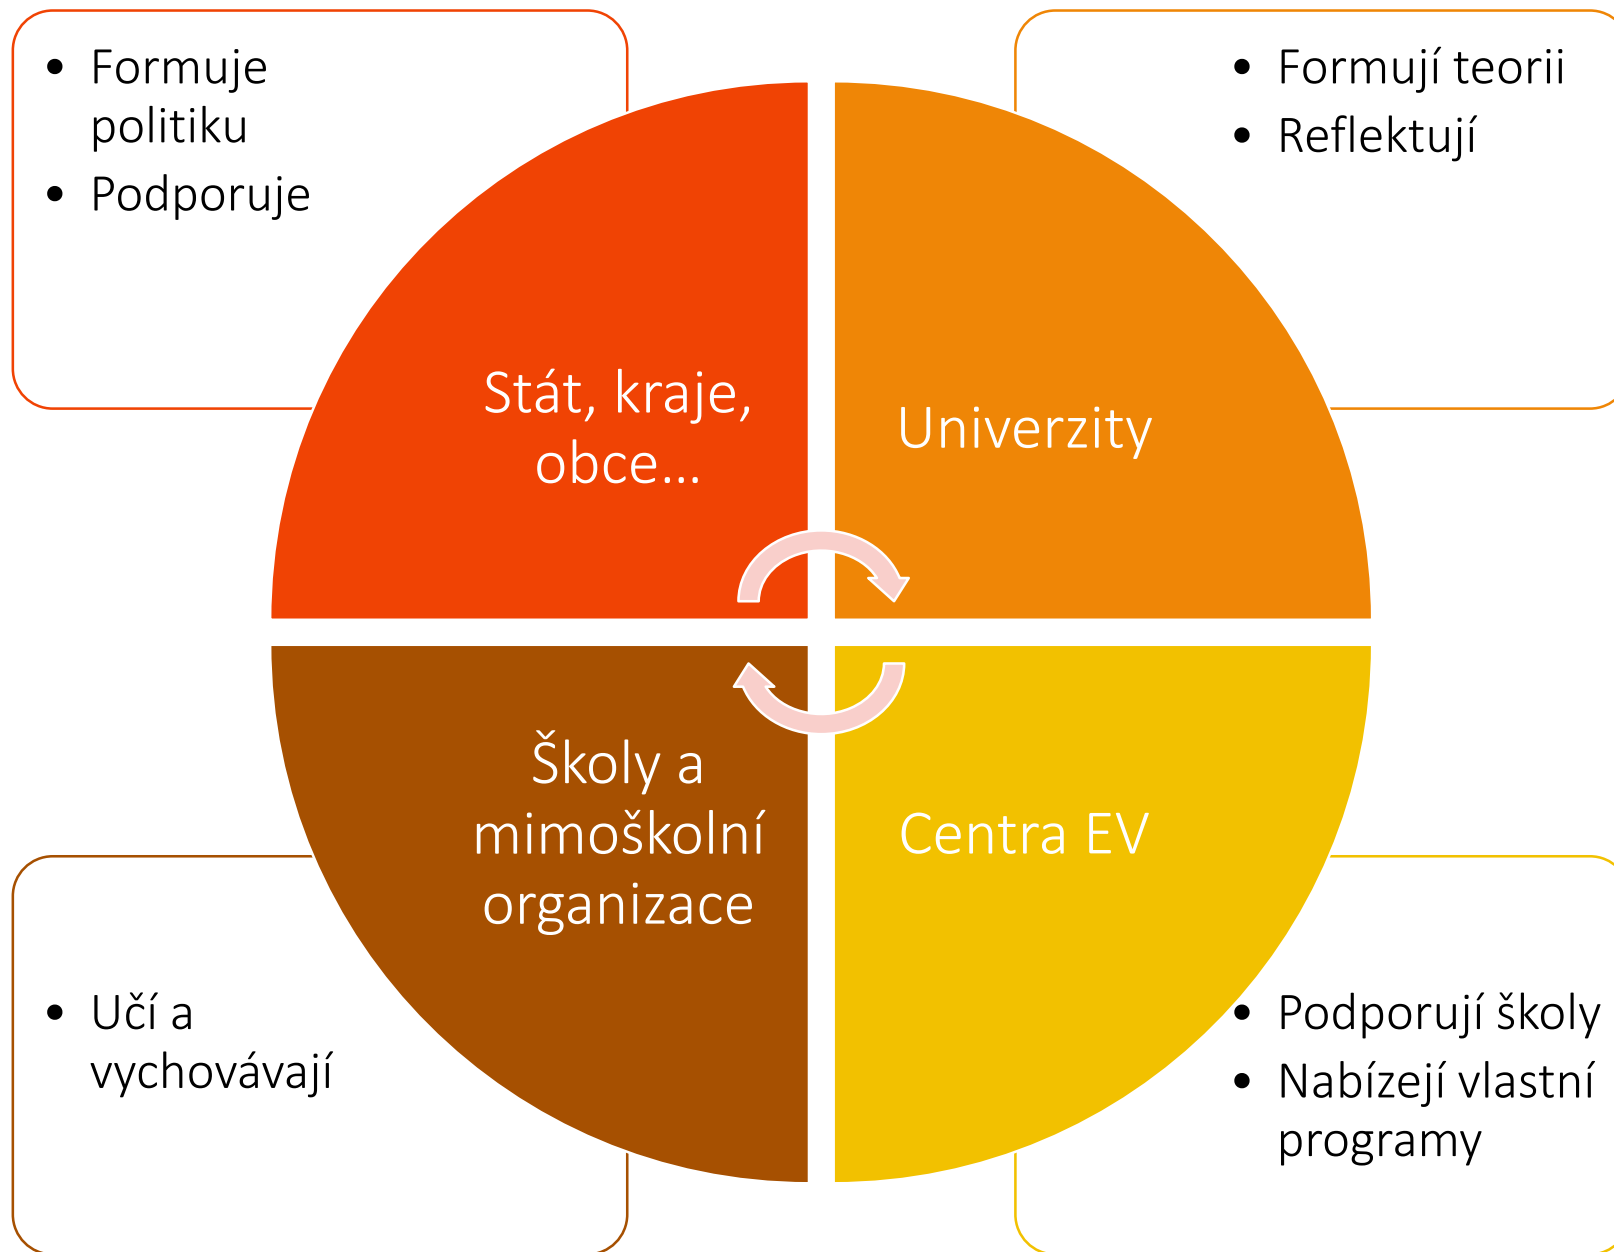 • Formuje
politiku
• Podporuje
• Formují teorii
• Reflektují
Stát, kraje,
obce...
Univerzity
Školy a
mimoškolní
organizace
Centra EV
• Učí a
vychovávají
• Podporují školy
• Nabízejí vlastní
programy